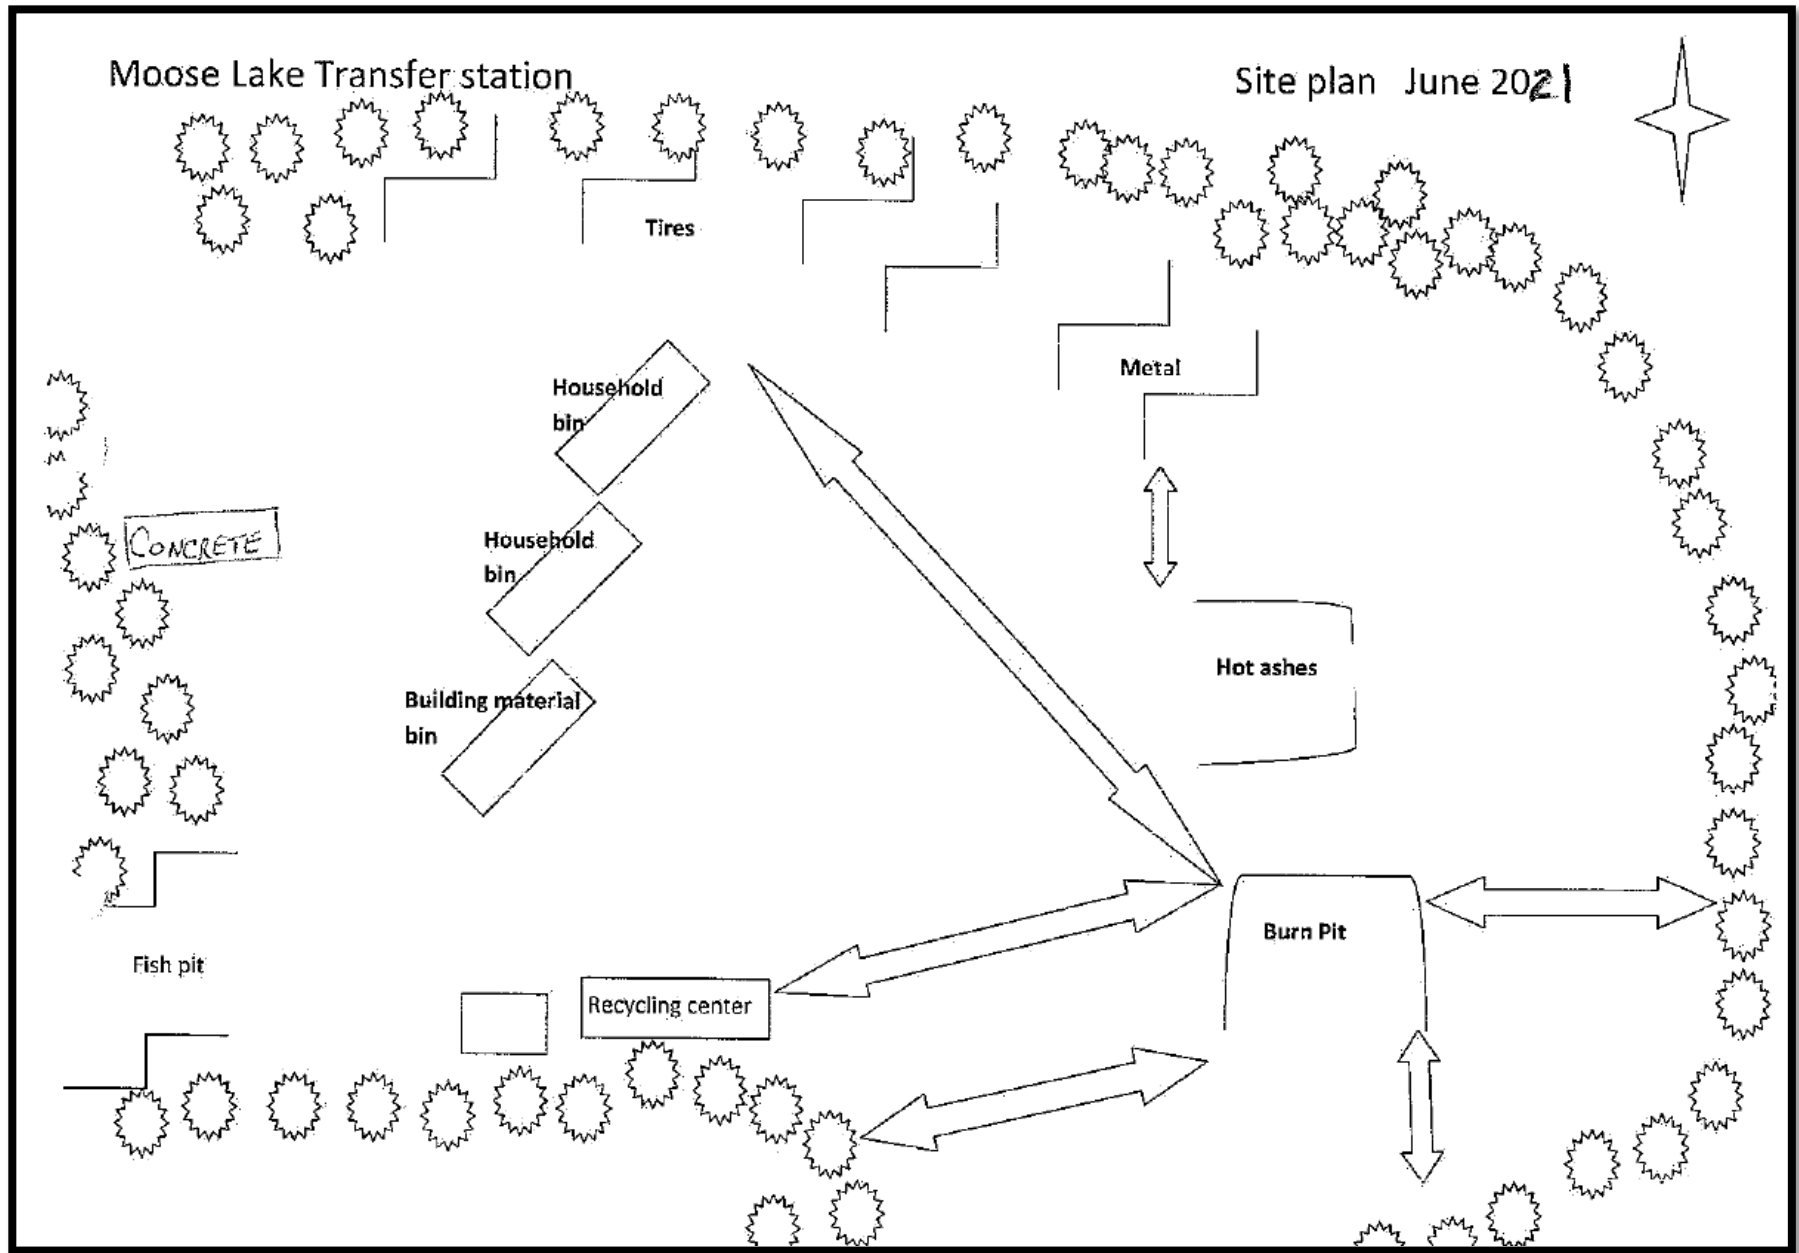 Moose Lake Transfer station
Site plan June 2021
Tires
Metal
Household
bin
Household
bin
CONCRETE
Hot ashes
Building material
bin
Burn Pit
Fish pit
Recycling center